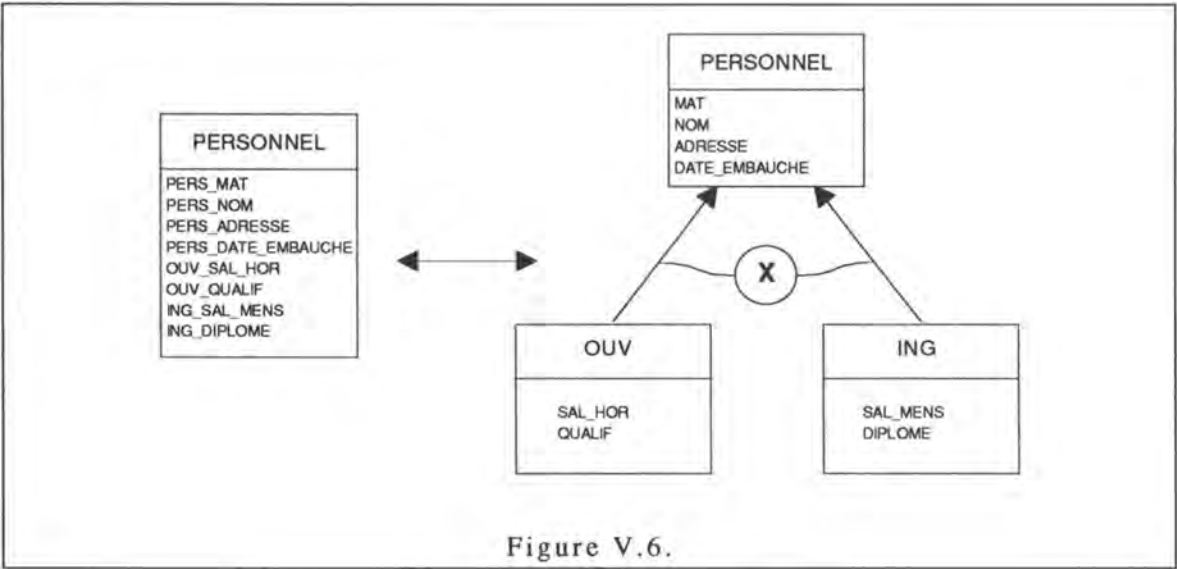 PERSONNEL
PERS_MAT
PERS_NOM
PERS_ADRESSE
PERS_DATE_EMBAUCHE
OUV_SAL_HOR
OUV_QUALIF
ING_SAL_MENS
ING_DIPLOME
PERSONNEL
MAT
NOM
ADRESSE
DATE_EMBAUCHE
X
OUV
SAL_HOR
QUALIF
ING
SAL_MENS
DIPLOME
Figure V.6.